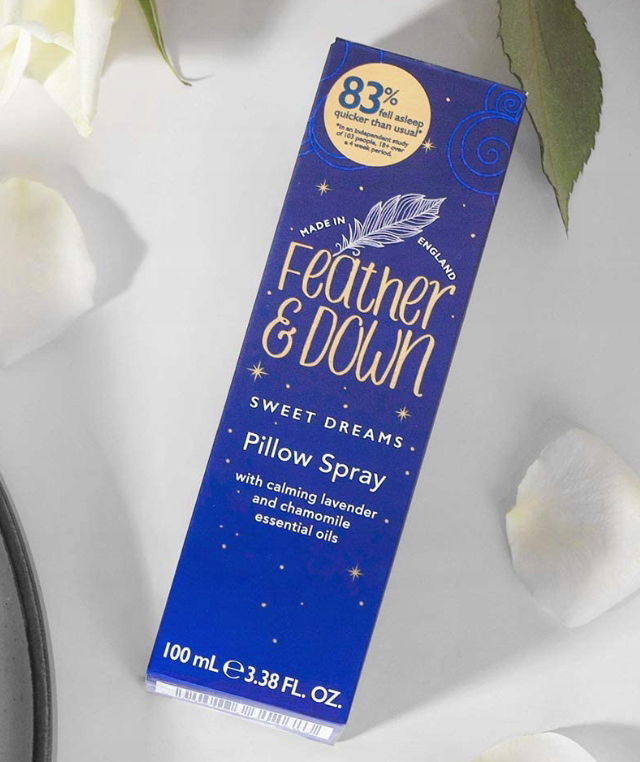 83%
fell asleep
quicker than usual*
*In an independent study
of 103 people, 18+ over
a 4 week period.
MADE IN ENGLAND
Feather
& DOWN
SWEET DREAMS
Pillow Spray
with calming lavender
and chamomile
essential oils
100 mL ℮ 3.38 FL. OZ.